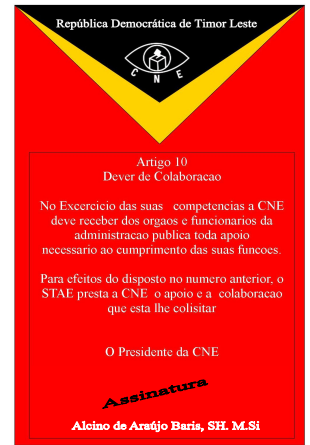 República Democrática de Timor Leste
CNE
Artigo 10
Dever de Colaboracao
No Excercicio das suas competencias a CNE
deve receber dos orgaos e funcionarios da
administracao publica toda apoio
necessario ao cumprimento das suas funcoes.
Para efeitos do disposto no numero anterior, o
STAE presta a CNE o apoio e a colaboracao
que esta lhe colisitar
O Presidente da CNE
Assinatura
Alcino de Araújo Baris, SH. M.Si